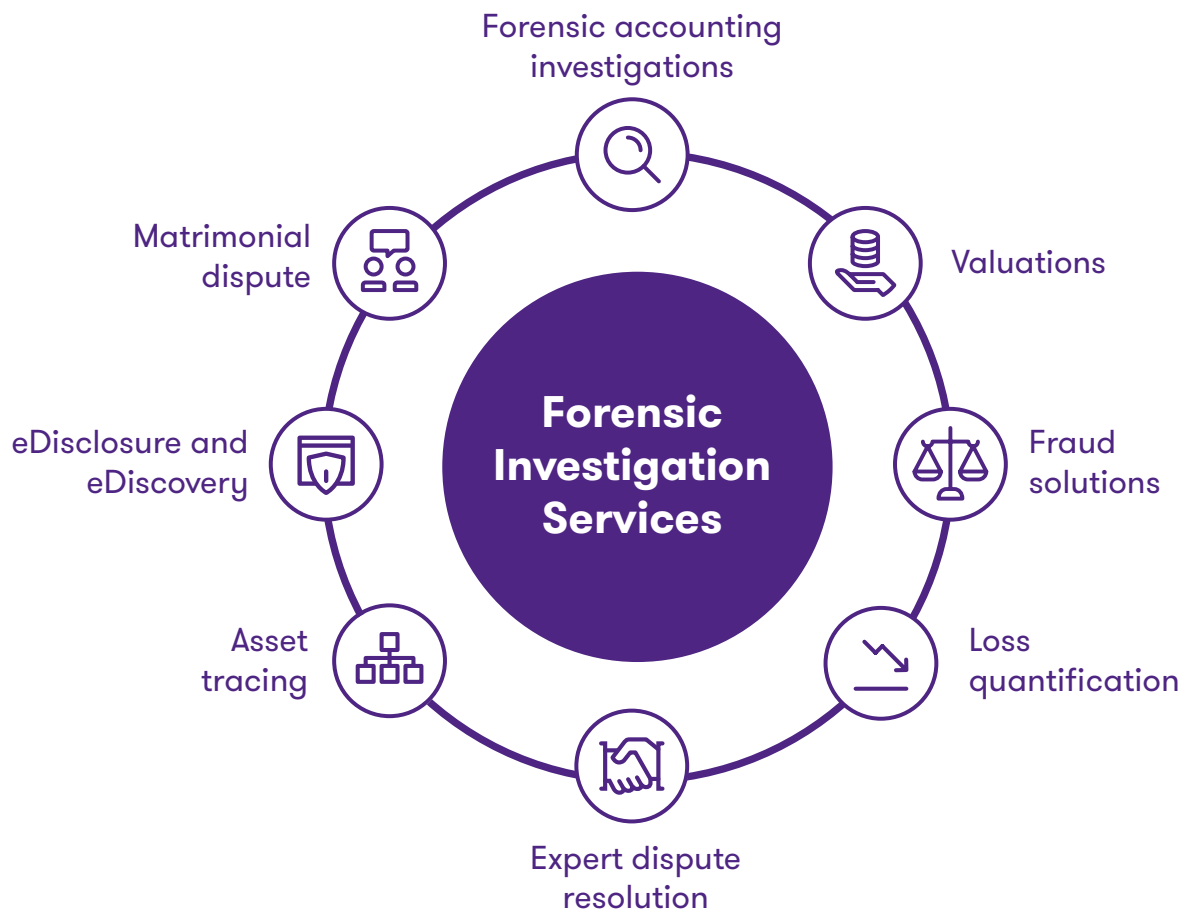 Forensic accounting
investigations
Matrimonial
dispute
Valuations
Forensic
Investigation
Services
eDisclosure and
eDiscovery
Fraud
solutions
Asset
tracing
Loss
quantification
Expert dispute
resolution